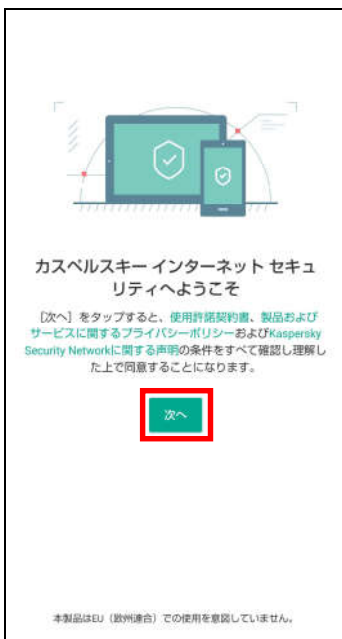 カスペルスキー インターネット セキュ
リティへようこそ
［次へ］をタップすると、使用許諾契約書、製品および
サービスに関するプライバシーポリシーおよびKaspersky
Security Networkに関する声明の条件をすべて確認し理解し
た上で同意することになります。
次へ
本製品はEU（欧州連合）での使用を意図していません。